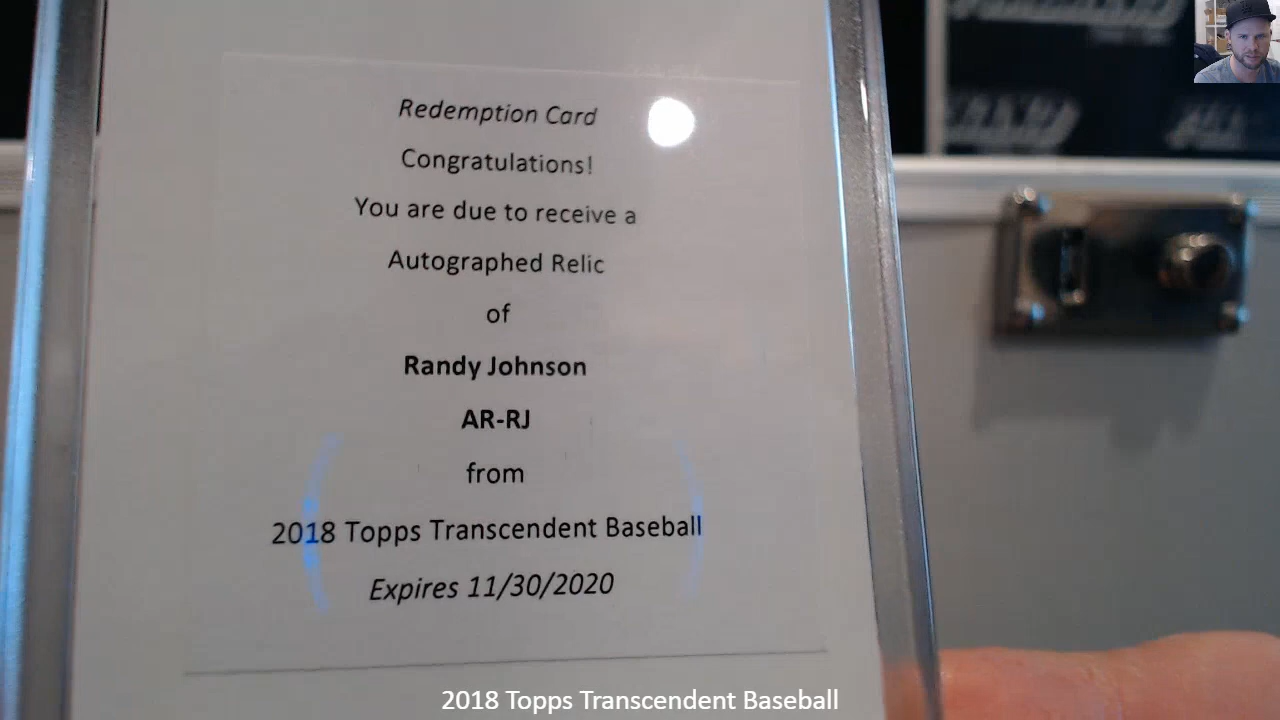 Redemption Card
Congratulations!
You are due to receive a
Autographed Relic
of
Randy Johnson
AR-RJ
from
2018 Topps Transcendent Baseball
Expires 11/30/2020
2018 Topps Transcendent Baseball